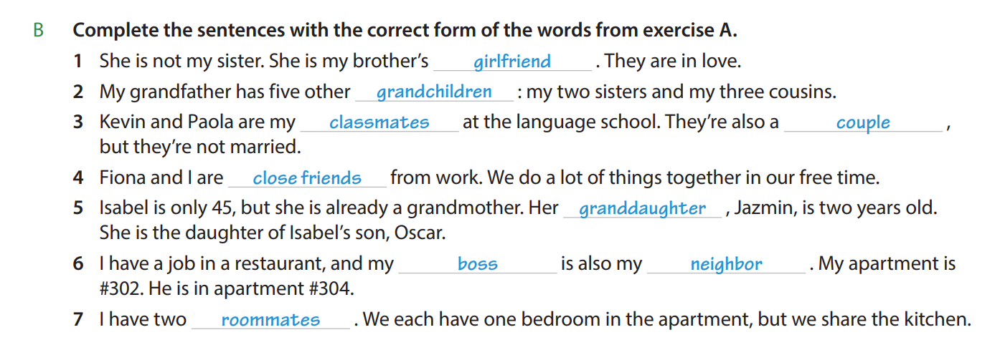 B Complete the sentences with the correct form of the words from exercise A.
1 She is not my sister. She is my brother’s girlfriend . They are in love.
2 My grandfather has five other grandchildren : my two sisters and my three cousins.
3 Kevin and Paola are my classmates at the language school. They’re also a couple ,
but they’re not married.
4 Fiona and I are close friends from work. We do a lot of things together in our free time.
5 Isabel is only 45, but she is already a grandmother. Her granddaughter , Jazmin, is two years old.
She is the daughter of Isabel’s son, Oscar.
6 I have a job in a restaurant, and my boss is also my neighbor . My apartment is
#302. He is in apartment #304.
7 I have two roommates . We each have one bedroom in the apartment, but we share the kitchen.